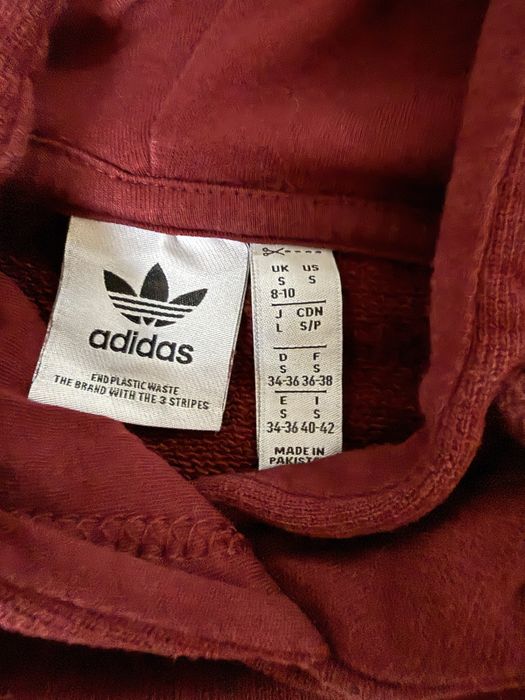 adidas
END PLASTIC WASTE
THE BRAND WITH THE 3 STRIPES
UK US
S S
8-10
J CDN
L S/P
D F
S S
34-36 36-38
E I
S S
34-36 40-42
MADE IN